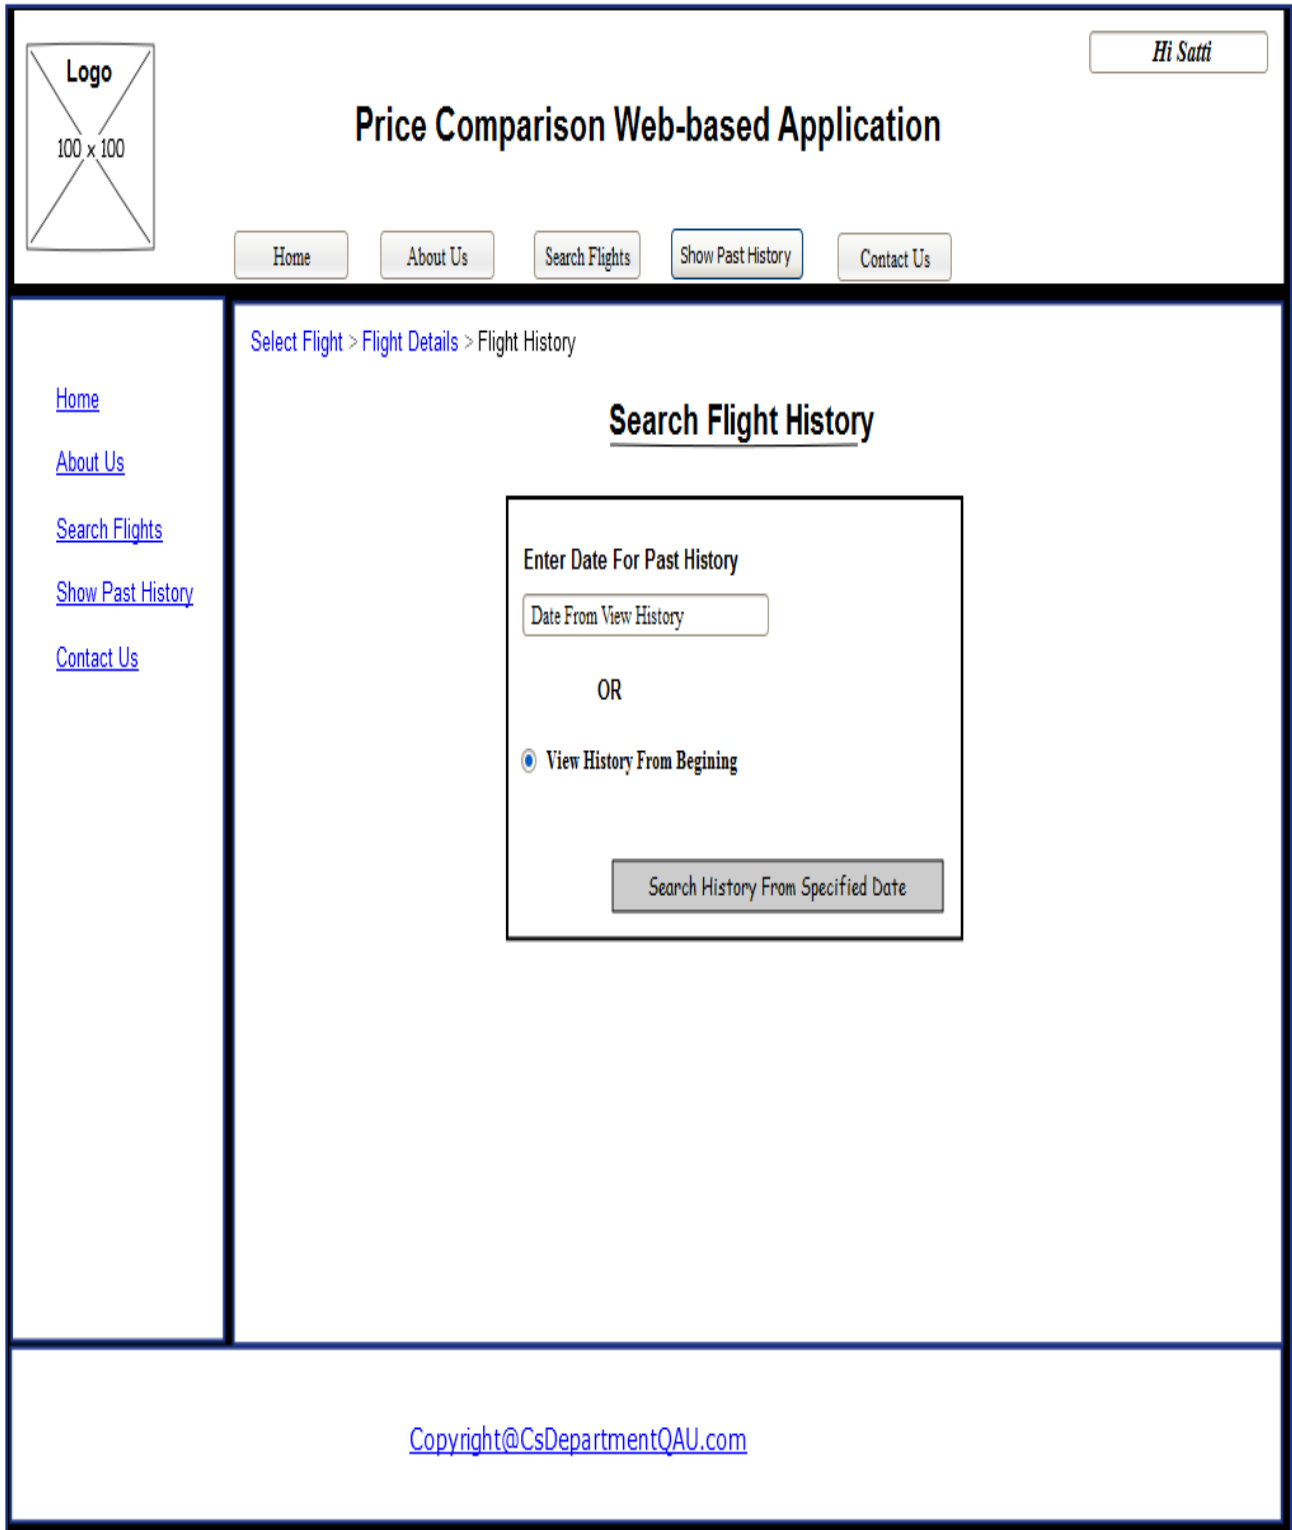 Logo
100 x 100
Hi Satti
Price Comparison Web-based Application
Home
About Us
Search Flights
Show Past History
Contact Us
Home
About Us
Search Flights
Show Past History
Contact Us
Select Flight > Flight Details > Flight History
Search Flight History
Enter Date For Past History
Date From View History
OR
View History From Begining
Search History From Specified Date
Copyright@CsDepartmentQAU.com